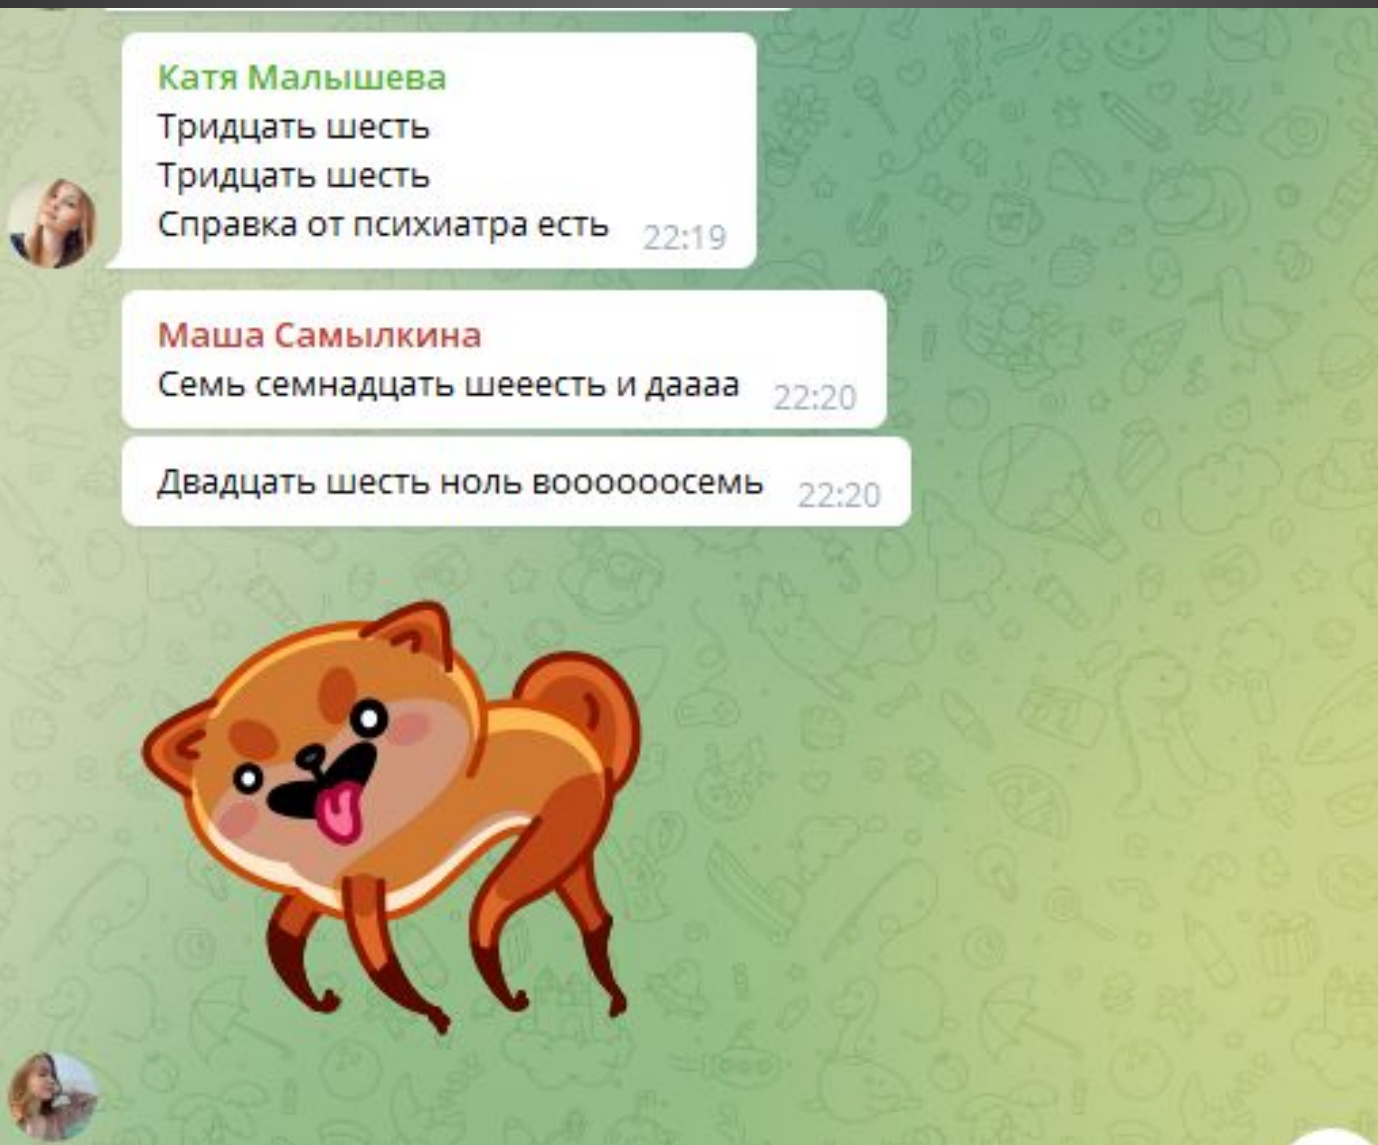 Катя Малышева
Тридцать шесть
Тридцать шесть
Справка от психиатра есть 22:19
Маша Самылкина
Семь семнадцать шееесть и даааа 22:20
Двадцать шесть ноль воооооосемь 22:20